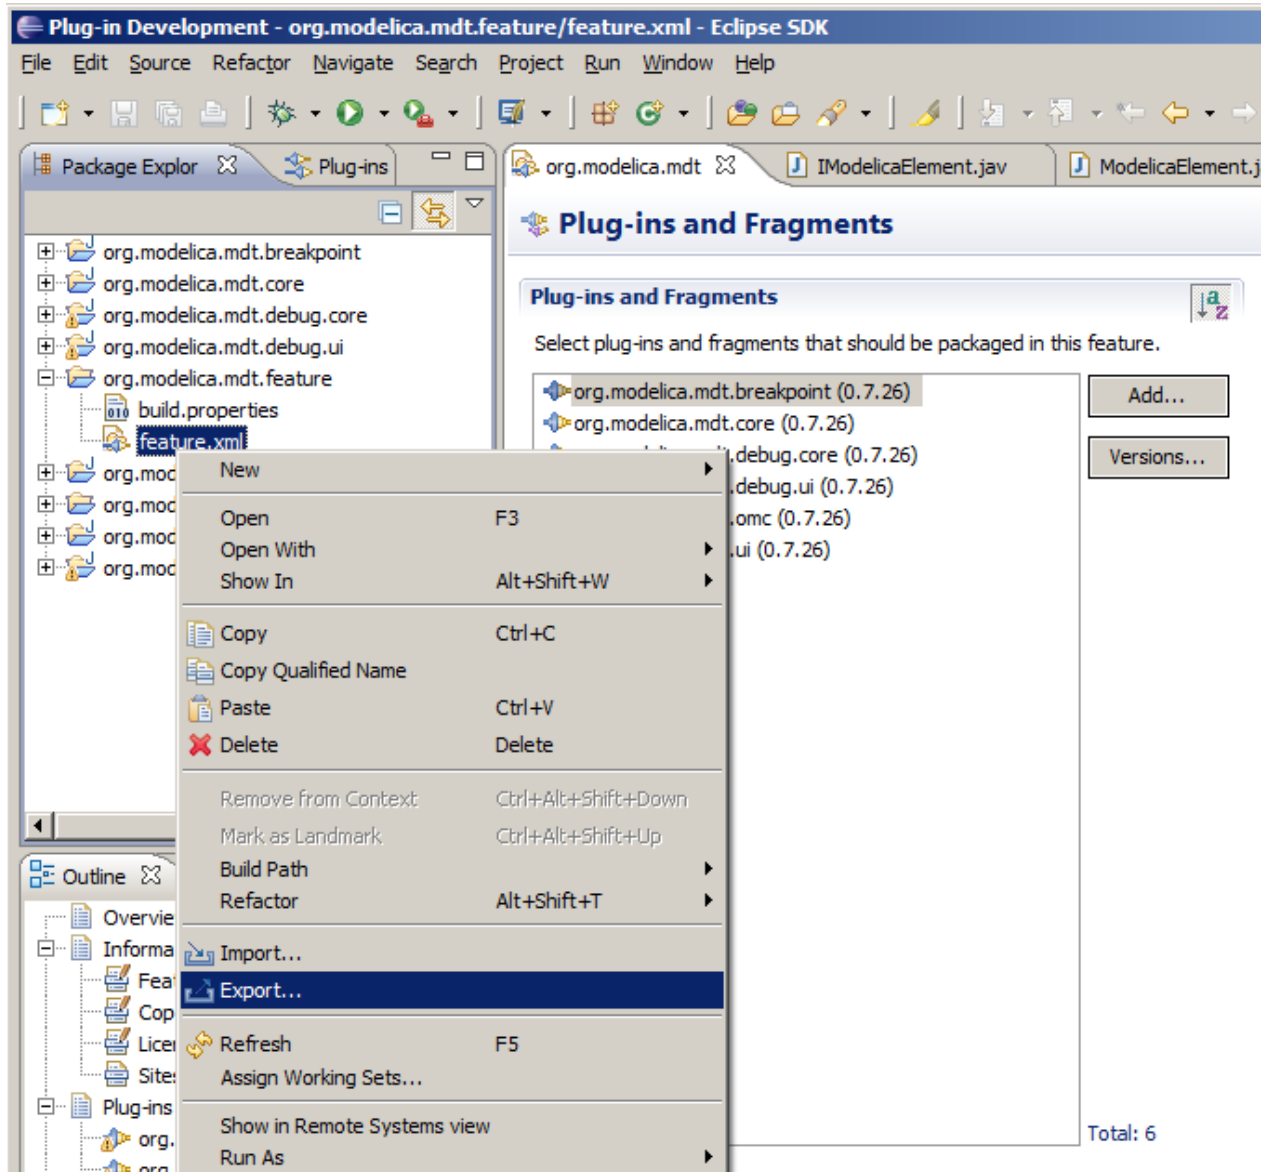 Plug-in Development - org.modelica.mdt.feature/feature.xml - Eclipse SDK
File Edit Source Refactor Navigate Search Project Run Window Help
Package Explor Plug-ins
org.modelica.mdt IModelicaElement.jav ModelicaElement.j
Plug-ins and Fragments
org.modelica.mdt.breakpoint
org.modelica.mdt.core
org.modelica.mdt.debug.core
org.modelica.mdt.debug.ui
org.modelica.mdt.feature
build.properties
feature.xml
org.mod
org.mod
org.mod
org.mod
Plug-ins and Fragments
Select plug-ins and fragments that should be packaged in this feature.
org.modelica.mdt.breakpoint (0.7.26)
org.modelica.mdt.core (0.7.26)
.debug.core (0.7.26)
.debug.ui (0.7.26)
.omc (0.7.26)
.ui (0.7.26)
Add...
Versions...
Total: 6
New
Open F3
Open With
Show In Alt+Shift+W
Copy Ctrl+C
Copy Qualified Name
Paste Ctrl+V
Delete Delete
Remove from Context Ctrl+Alt+Shift+Down
Mark as Landmark Ctrl+Alt+Shift+Up
Build Path
Refactor Alt+Shift+T
Import...
Export...
Refresh F5
Assign Working Sets...
Show in Remote Systems view
Run As
Outline
Overvie
Informa
Feat
Cop
Licen
Sites
Plug-ins
org.
org